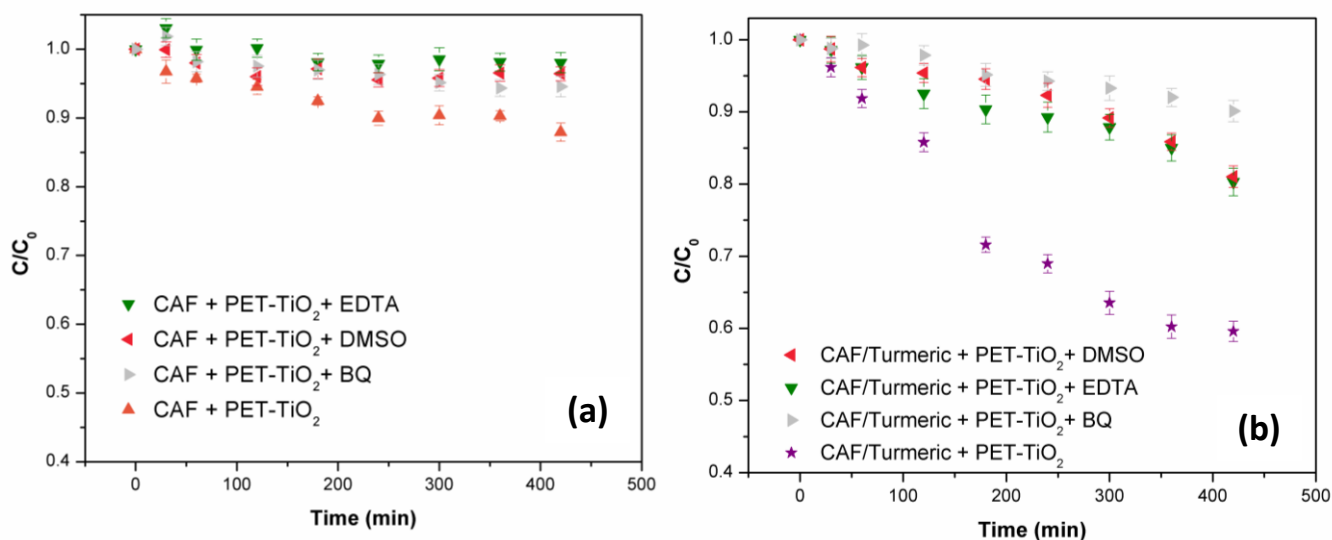 1.0
0.9
0.8
0.7
0.6
0.5
0.4
C/C₀
CAF + PET-TiO₂+ EDTA
CAF + PET-TiO₂+ DMSO
CAF + PET-TiO₂+ BQ
CAF + PET-TiO₂
(a)
0 100 200 300 400 500
Time (min)
1.0
0.9
0.8
0.7
0.6
0.5
0.4
C/C₀
CAF/Turmeric + PET-TiO₂+ DMSO
CAF/Turmeric + PET-TiO₂+ EDTA
CAF/Turmeric + PET-TiO₂+ BQ
CAF/Turmeric + PET-TiO₂
(b)
0 100 200 300 400 500
Time (min)